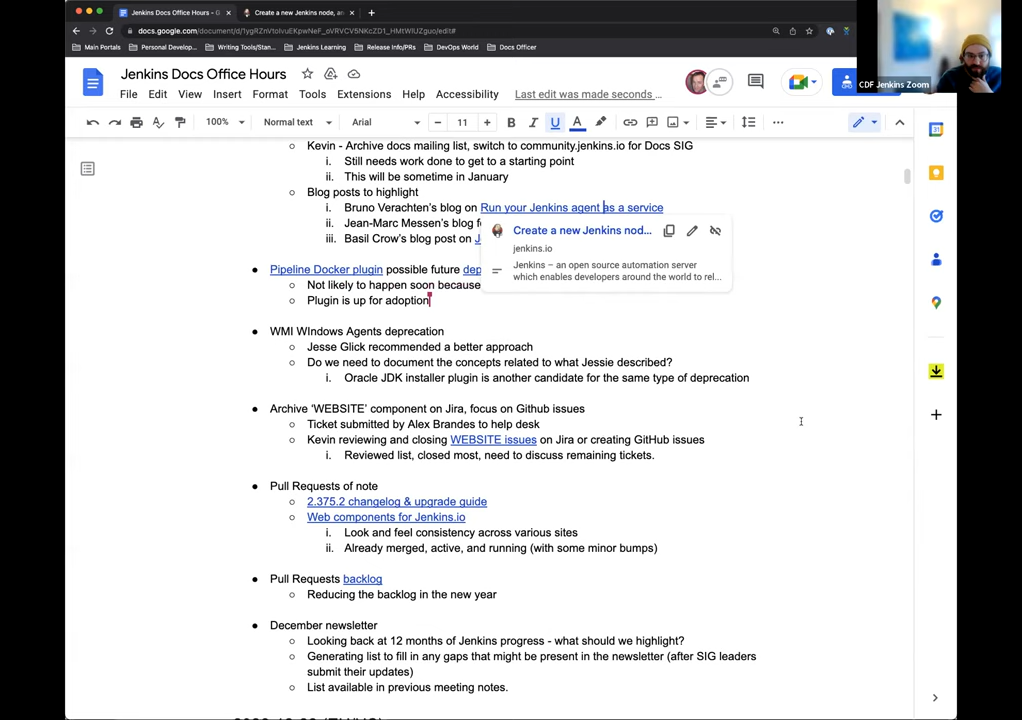 Jenkins Docs Office Hours - G
Create a new Jenkins node, an
docs.google.com/document/d/
Main Portals
Personal Develop...
Writing Tools/Stan...
Jenkins Learning
Release Info/PRs
DevOps World
Docs Officer
CDF Jenkins Zoom
Jenkins Docs Office Hours
File Edit View Insert Format Tools Extensions Help Accessibility Last edit was made seconds ...
100% Normal text Arial 11
Kevin - Archive docs mailing list, switch to community.jenkins.io for Docs SIG
i. Still needs work done to get to a starting point
ii. This will be sometime in January
Blog posts to highlight
i. Bruno Verachten's blog on Run your Jenkins agent as a service
ii. Jean-Marc Messen's blog f
iii. Basil Crow's blog post on J
Create a new Jenkins nod...
jenkins.io
Jenkins – an open source automation server
which enables developers around the world to rel...
Pipeline Docker plugin possible future dep
Not likely to happen soon because
Plugin is up for adoption
WMI WIndows Agents deprecation
Jesse Glick recommended a better approach
Do we need to document the concepts related to what Jessie described?
i. Oracle JDK installer plugin is another candidate for the same type of deprecation
Archive 'WEBSITE' component on Jira, focus on Github issues
Ticket submitted by Alex Brandes to help desk
Kevin reviewing and closing WEBSITE issues on Jira or creating GitHub issues
i. Reviewed list, closed most, need to discuss remaining tickets.
Pull Requests of note
2.375.2 changelog & upgrade guide
Web components for Jenkins.io
i. Look and feel consistency across various sites
ii. Already merged, active, and running (with some minor bumps)
Pull Requests backlog
Reducing the backlog in the new year
December newsletter
Looking back at 12 months of Jenkins progress - what should we highlight?
Generating list to fill in any gaps that might be present in the newsletter (after SIG leaders
submit their updates)
List available in previous meeting notes.